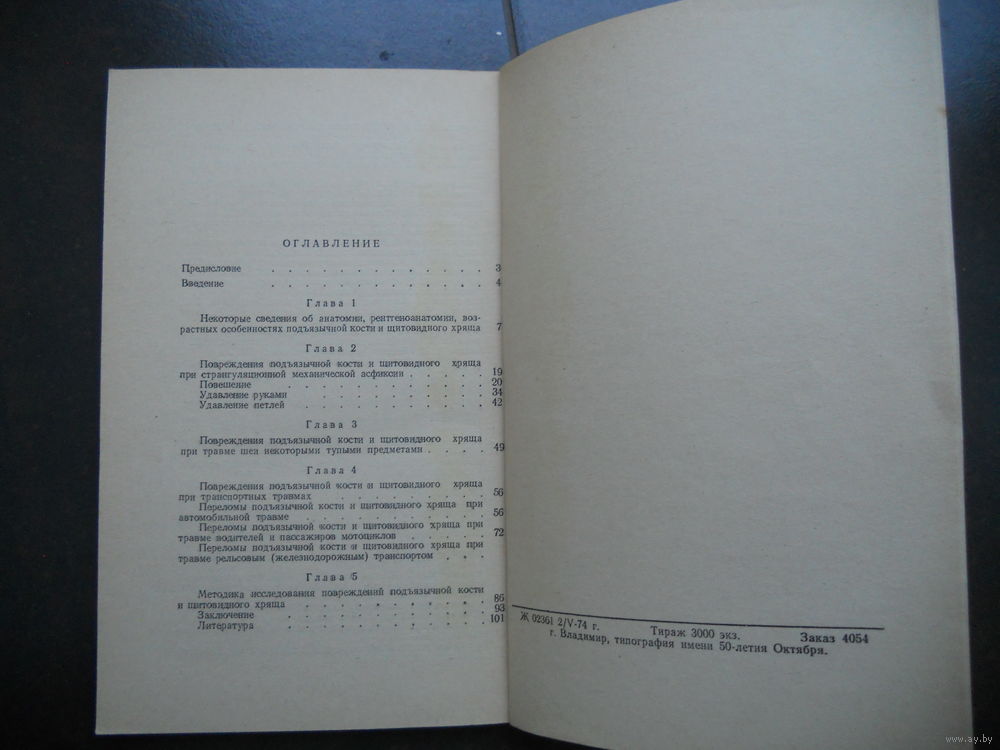 ОГЛАВЛЕНИЕ
Предисловие . . . . . . . . . . . . . 3
Введение . . . . . . . . . . . . . 4
Глава 1
Некоторые сведения об анатомии, рентгеноанатомии, воз-
растных особенностях подъязычной кости и щитовидного хряща 7
Глава 2
Повреждения подъязычной кости и щитовидного хряща
при странгуляционной механической асфиксии . . . . . 19
Повешение . . . . . . . . . . . 20
Удавление руками . . . . . . . . . 34
Удавление петлей . . . . . . . . . . 42
Глава 3
Повреждения подъязычной кости и щитовидного хряща
при травме шеи некоторыми тупыми предметами . . . . 49
Глава 4
Повреждения подъязычной кости и щитовидного хряща
при транспортных травмах . . . . . . . . 56
Переломы подъязычной кости и щитовидного хряща при
автомобильной травме . . . . . . . . . . 56
Переломы подъязычной кости и щитовидного хряща при
травме водителей и пассажиров мотоциклов . . . . . 72
Переломы подъязычной кости и щитовидного хряща при
травме рельсовым (железнодорожным) транспортом . . .
Глава 5
Методика исследования повреждений подъязычной кости
и щитовидного хряща . . . . . . . . . . 86
Заключение . . . . . . . . . . . 93
Литература . . . . . . . . . . . 101
Ж 02361 2/V-74 г. Тираж 3000 экз. Заказ 4054
г. Владимир, типография имени 50-летия Октября.
www.ay.by